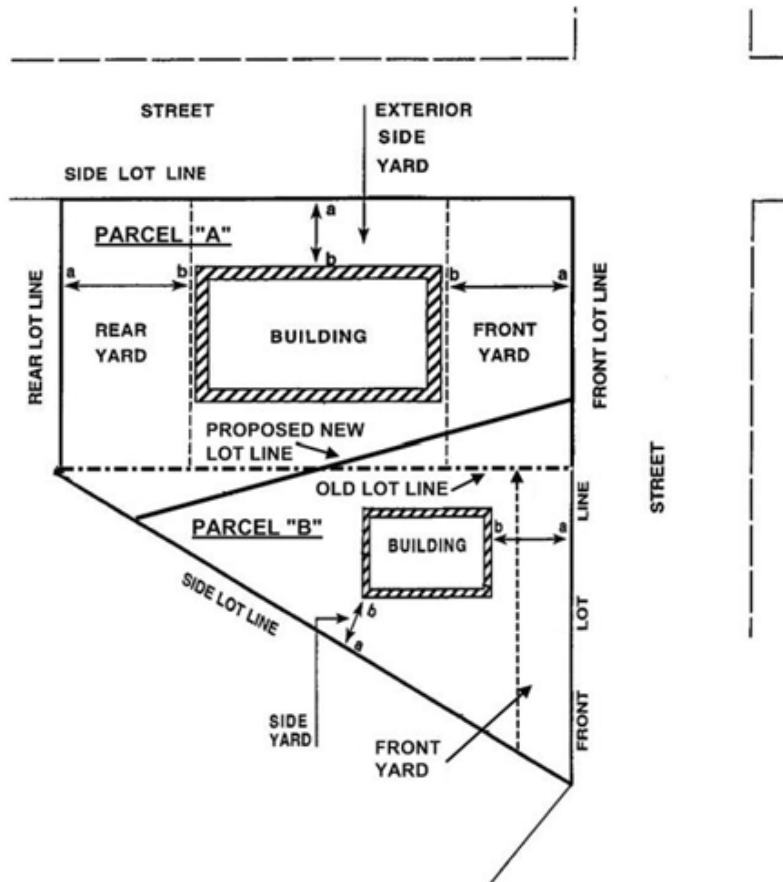 STREET
EXTERIOR
SIDE
YARD
SIDE LOT LINE
PARCEL "A"
a
b
a
b
b
a
REAR LOT LINE
REAR
YARD
BUILDING
FRONT
YARD
FRONT LOT LINE
PROPOSED NEW
LOT LINE
OLD LOT LINE
STREET
PARCEL "B"
BUILDING
b
a
FRONT LOT LINE
SIDE LOT LINE
b
a
SIDE
YARD
FRONT
YARD